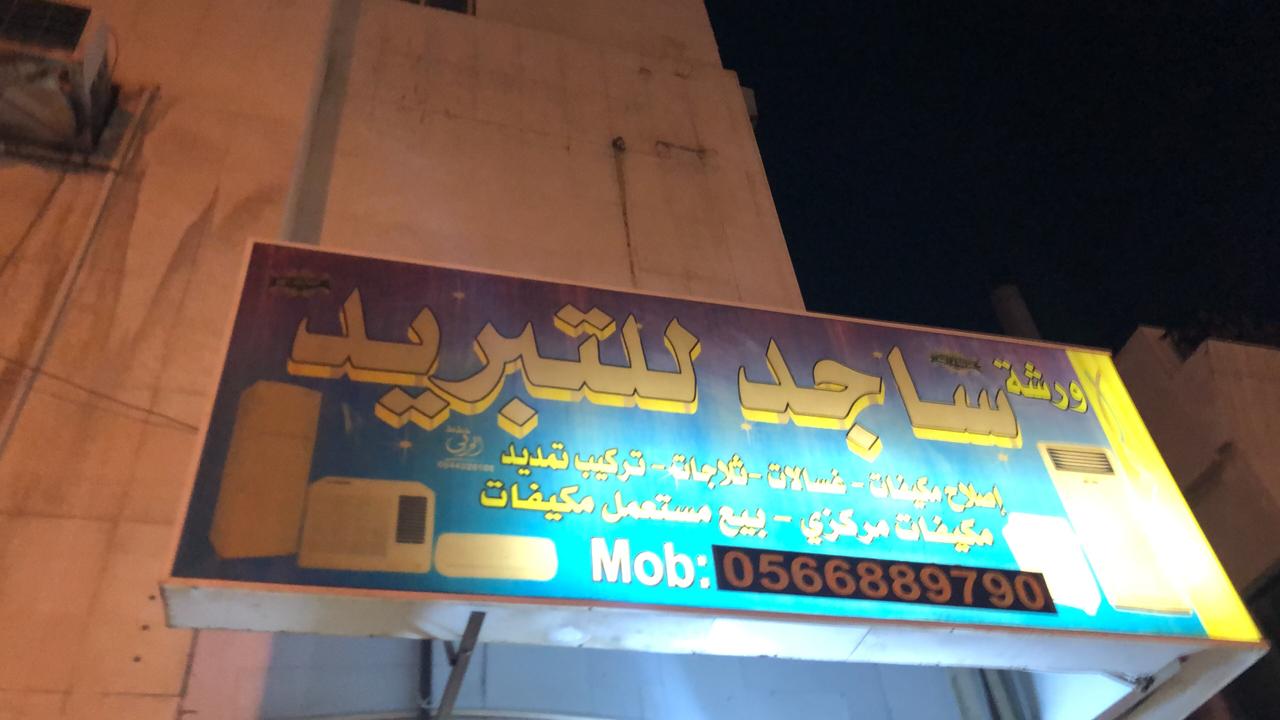 ورشة ساجد للتبريد
إصلاح مكيفات - غسالات - ثلاجات - تركيب تمديد
مكيفات مركزي - بيع مستعمل مكيفات
Mob: 0566889790